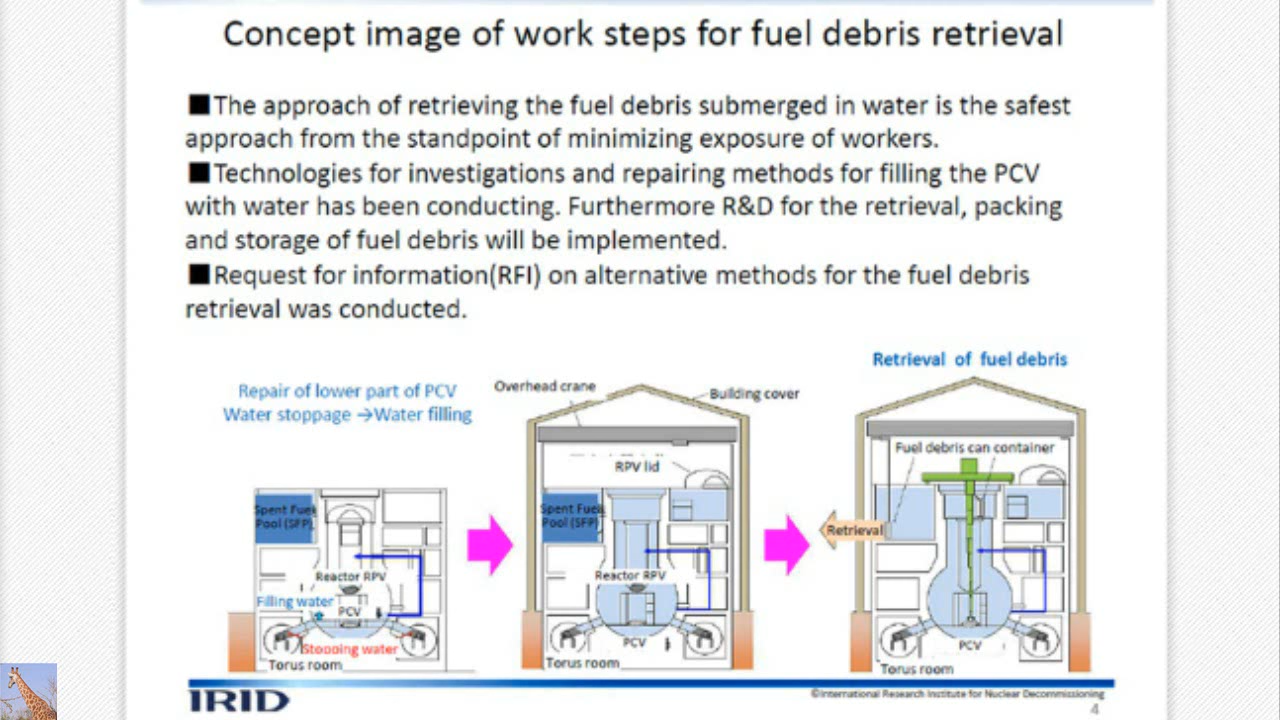 Concept image of work steps for fuel debris retrieval
■The approach of retrieving the fuel debris submerged in water is the safest
approach from the standpoint of minimizing exposure of workers.
■Technologies for investigations and repairing methods for filling the PCV
with water has been conducting. Furthermore R&D for the retrieval, packing
and storage of fuel debris will be implemented.
■Request for information(RFI) on alternative methods for the fuel debris
retrieval was conducted.
Repair of lower part of PCV
Water stoppage →Water filling
Spent Fuel
Pool (SFP)
Reactor RPV
Filling water
PCV
Stopping water
Torus room
Overhead crane
Building cover
RPV lid
Spent Fuel
Pool (SFP)
Reactor RPV
PCV
Torus room
Retrieval of fuel debris
Fuel debris can container
Retrieval
PCV
Torus room
IRID
©International Research Institute for Nuclear Decommissioning
4